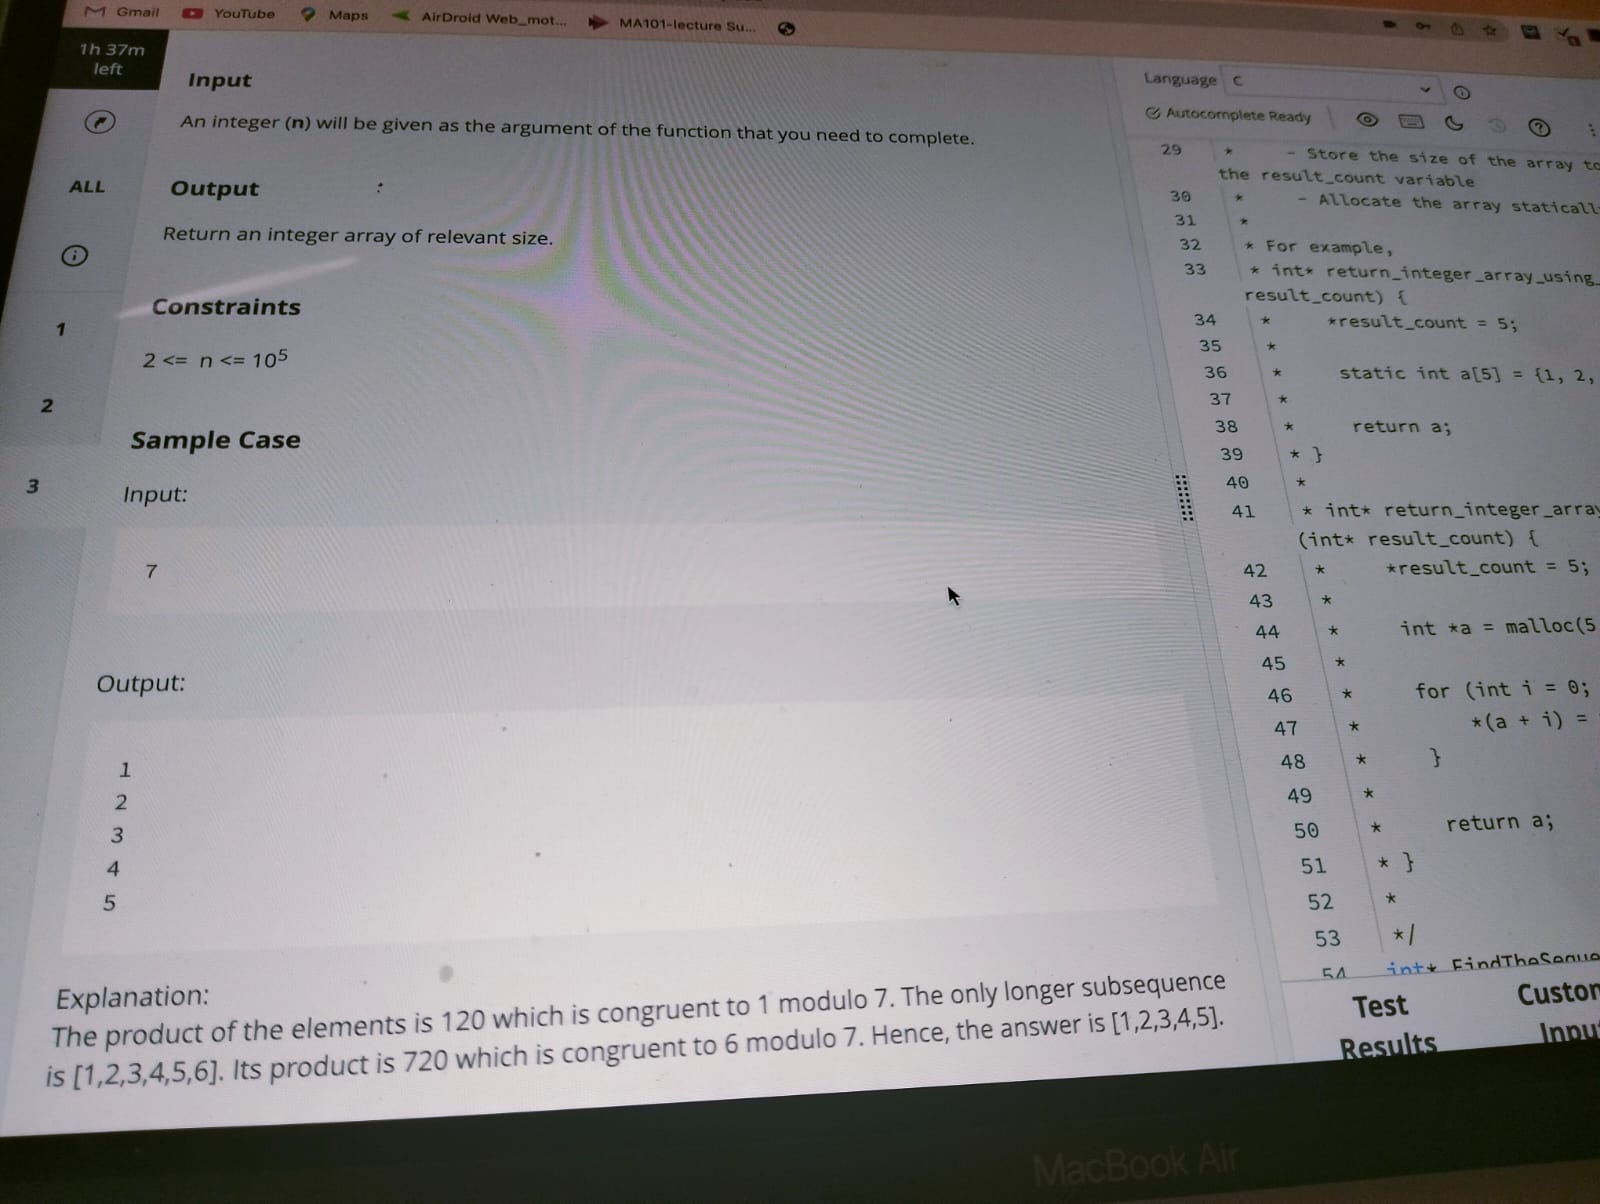 Gmail YouTube Maps AirDroid Web_mot... MA101-lecture Su...
1h 37m
left
ALL
1
2
3
Input
An integer (n) will be given as the argument of the function that you need to complete.
Output :
Return an integer array of relevant size.
Constraints
2 <= n <= 10⁵
Sample Case
Input:
7
Output:
1
2
3
4
5
Explanation:
The product of the elements is 120 which is congruent to 1 modulo 7. The only longer subsequence
is [1,2,3,4,5,6]. Its product is 720 which is congruent to 6 modulo 7. Hence, the answer is [1,2,3,4,5].
Language C
Autocomplete Ready
29 * - Store the size of the array to
the result_count variable
30 * - Allocate the array staticall
31 *
32 * For example,
33 * int* return_integer_array_using_
result_count) {
34 * *result_count = 5;
35 *
36 * static int a[5] = {1, 2,
37 *
38 * return a;
39 * }
40 *
41 * int* return_integer_array
(int* result_count) {
42 * *result_count = 5;
43 *
44 * int *a = malloc(5
45 *
46 * for (int i = 0;
47 * *(a + i) =
48 * }
49 *
50 * return a;
51 * }
52 *
53 */
54 int* FindTheSeque
Test
Results
Custom
Input
MacBook Air